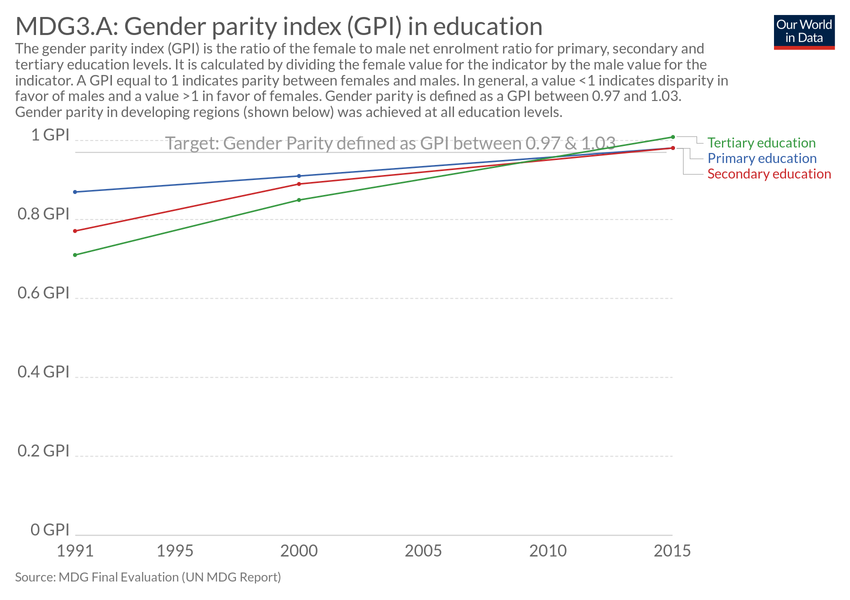 MDG3.A: Gender parity index (GPI) in education
Our World
in Data
The gender parity index (GPI) is the ratio of the female to male net enrolment ratio for primary, secondary and
tertiary education levels. It is calculated by dividing the female value for the indicator by the male value for the
indicator. A GPI equal to 1 indicates parity between females and males. In general, a value <1 indicates disparity in
favor of males and a value >1 in favor of females. Gender parity is defined as a GPI between 0.97 and 1.03.
Gender parity in developing regions (shown below) was achieved at all education levels.
1 GPI
Target: Gender Parity defined as GPI between 0.97 & 1.03
Tertiary education
Primary education
Secondary education
0.8 GPI
0.6 GPI
0.4 GPI
0.2 GPI
0 GPI
1991 1995 2000 2005 2010 2015
Source: MDG Final Evaluation (UN MDG Report)